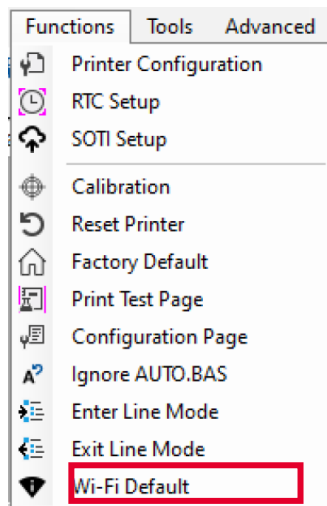 Functions Tools Advanced
Printer Configuration
RTC Setup
SOTI Setup
Calibration
Reset Printer
Factory Default
Print Test Page
Configuration Page
Ignore AUTO.BAS
Enter Line Mode
Exit Line Mode
Wi-Fi Default